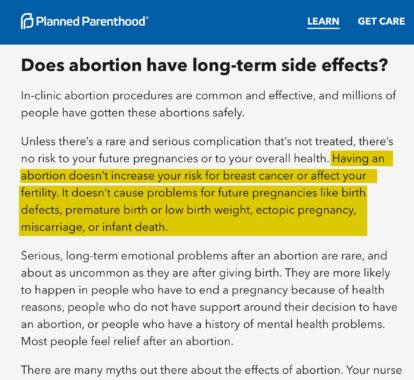 Planned Parenthood®
LEARN GET CARE
Does abortion have long-term side effects?
In-clinic abortion procedures are common and effective, and millions of
people have gotten these abortions safely.
Unless there's a rare and serious complication that's not treated, there's
no risk to your future pregnancies or to your overall health. Having an
abortion doesn't increase your risk for breast cancer or affect your
fertility. It doesn't cause problems for future pregnancies like birth
defects, premature birth or low birth weight, ectopic pregnancy,
miscarriage, or infant death.
Serious, long-term emotional problems after an abortion are rare, and
about as uncommon as they are after giving birth. They are more likely
to happen in people who have to end a pregnancy because of health
reasons, people who do not have support around their decision to have
an abortion, or people who have a history of mental health problems.
Most people feel relief after an abortion.
There are many myths out there about the effects of abortion. Your nurse